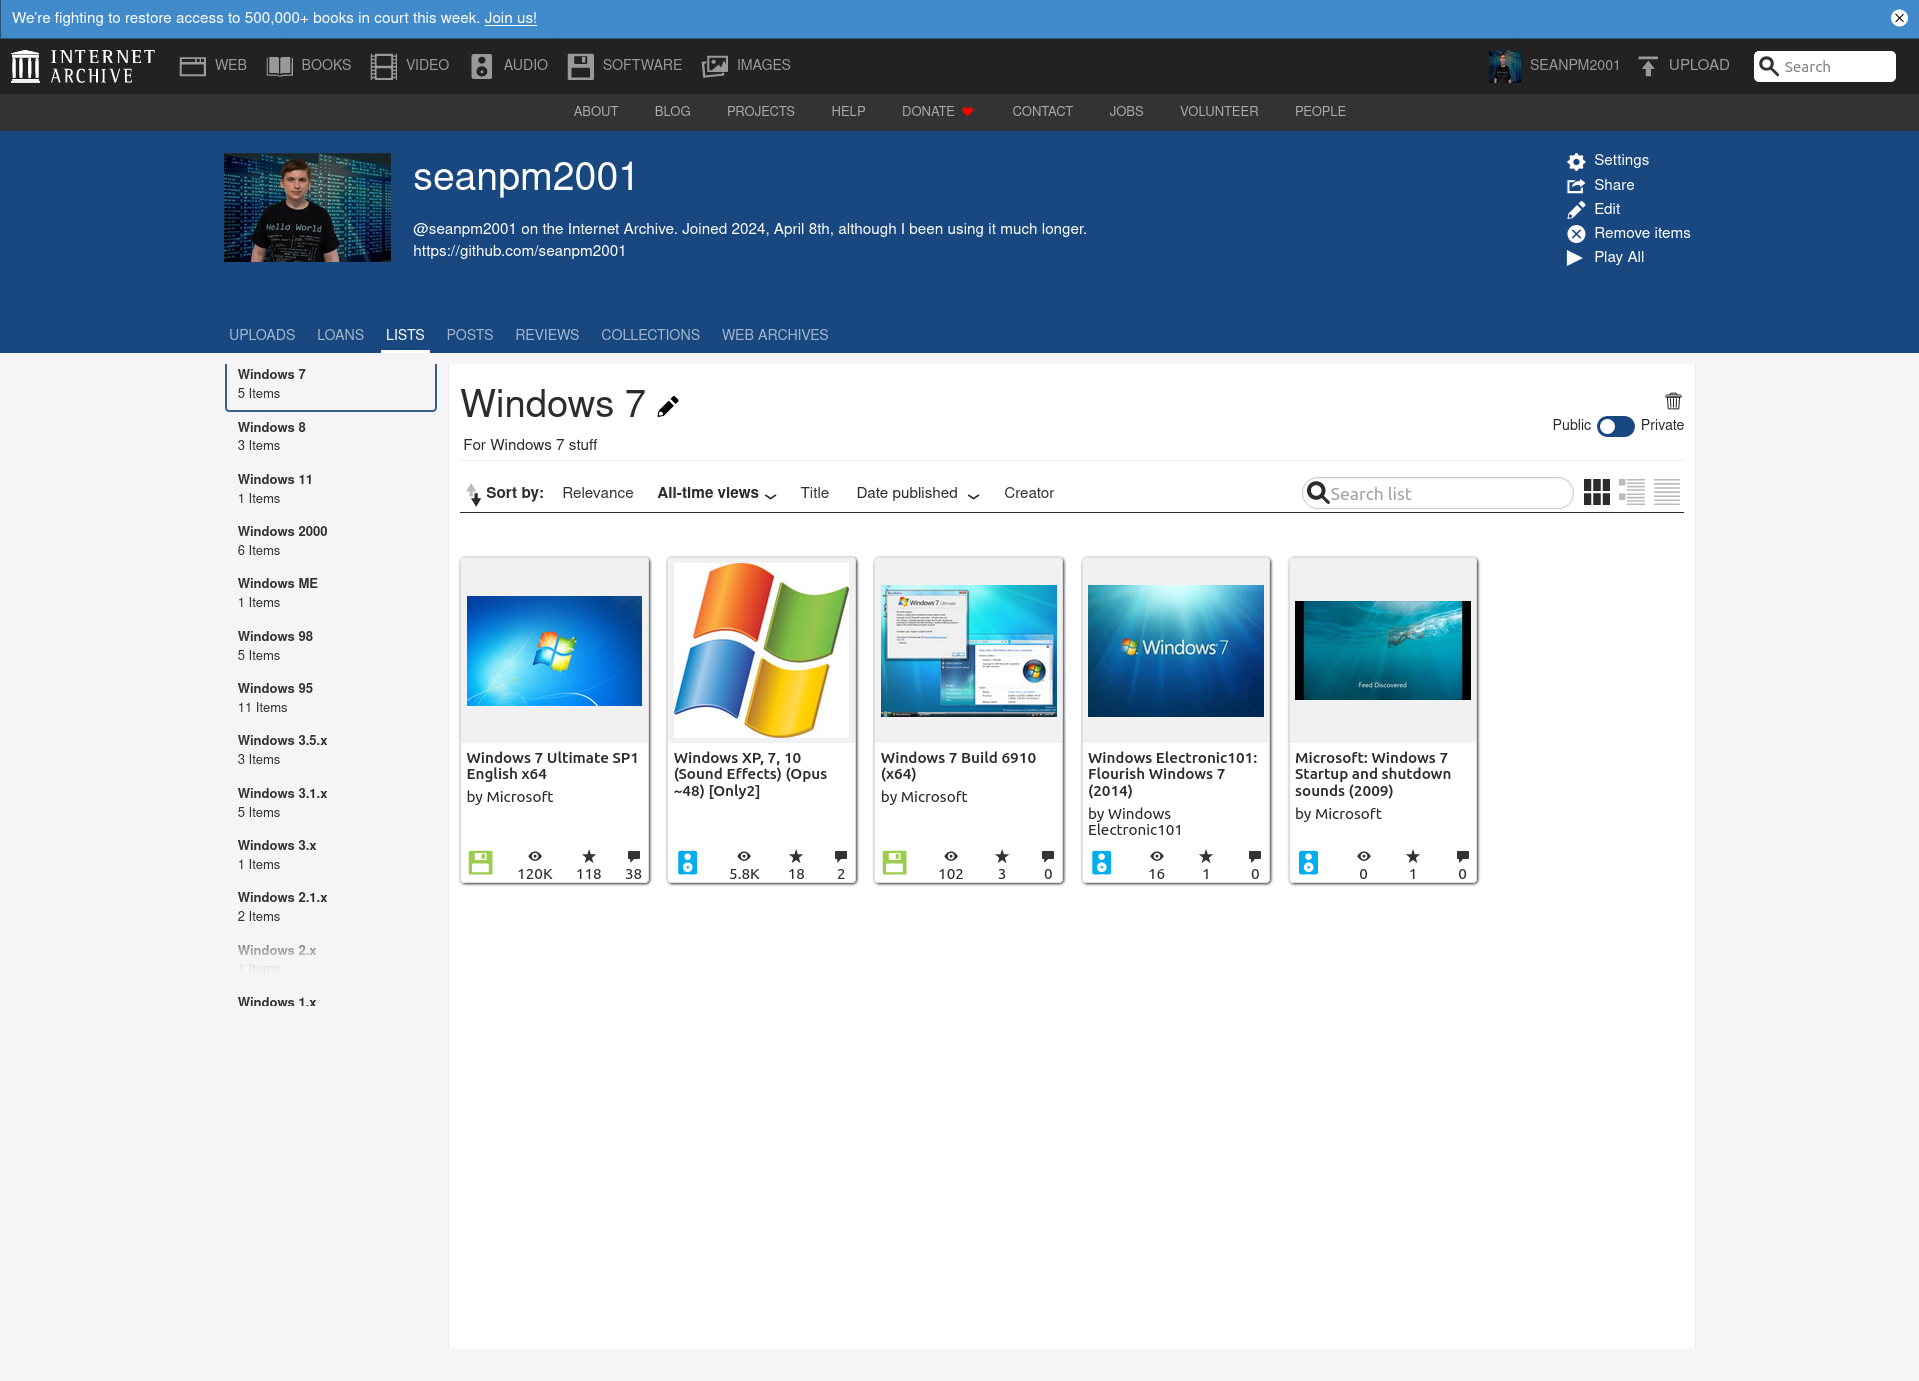 We're fighting to restore access to 500,000+ books in court this week. Join us!
INTERNET
ARCHIVE
WEB
BOOKS
VIDEO
AUDIO
SOFTWARE
IMAGES
SEANPM2001
UPLOAD
Search
ABOUT
BLOG
PROJECTS
HELP
DONATE
CONTACT
JOBS
VOLUNTEER
PEOPLE
Hello World
seanpm2001
@seanpm2001 on the Internet Archive. Joined 2024, April 8th, although I been using it much longer.
https://github.com/seanpm2001
Settings
Share
Edit
Remove items
Play All
UPLOADS
LOANS
LISTS
POSTS
REVIEWS
COLLECTIONS
WEB ARCHIVES
Windows 7
5 Items
Windows 8
3 Items
Windows 11
1 Items
Windows 2000
6 Items
Windows ME
1 Items
Windows 98
5 Items
Windows 95
11 Items
Windows 3.5.x
3 Items
Windows 3.1.x
5 Items
Windows 3.x
1 Items
Windows 2.1.x
2 Items
Windows 2.x
1 Items
Windows 1.x
Windows 7
For Windows 7 stuff
Public
Private
Sort by:
Relevance
All-time views
Title
Date published
Creator
Search list
Windows 7 Ultimate SP1
English x64
by Microsoft
120K
118
38
Windows XP, 7, 10
(Sound Effects) (Opus
~48) [Only2]
5.8K
18
2
Windows 7 Ultimate
Windows 7 Build 6910
(x64)
by Microsoft
102
3
0
Windows 7
Windows Electronic101:
Flourish Windows 7
(2014)
by Windows
Electronic101
16
1
0
Feed Discovered
Microsoft: Windows 7
Startup and shutdown
sounds (2009)
by Microsoft
0
1
0